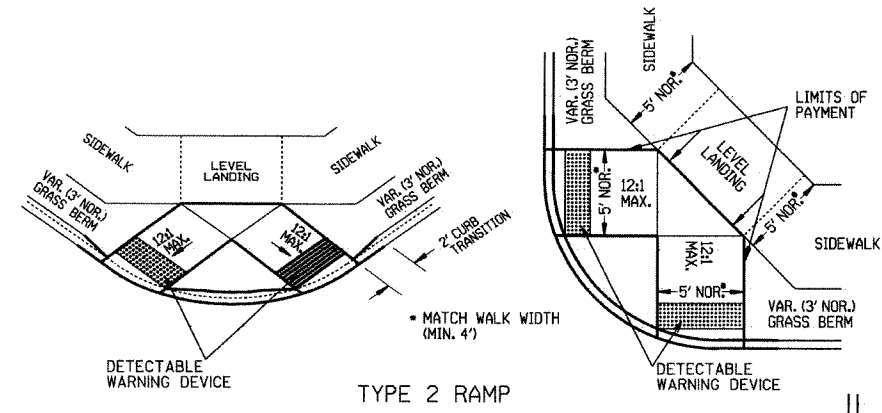 SIDEWALK
LEVEL
LANDING
SIDEWALK
VAR. (3' NOR.)
GRASS BERM
VAR. (3' NOR.)
GRASS BERM
12:1
MAX.
12:1
MAX.
2' CURB
TRANSITION
* MATCH WALK WIDTH
(MIN. 4')
DETECTABLE
WARNING DEVICE
TYPE 2 RAMP
VAR. (3' NOR.)
GRASS BERM
SIDEWALK
5' NOR.*
LIMITS OF
PAYMENT
LEVEL
LANDING
5' NOR.*
12:1
MAX.
5' NOR.*
12:1
MAX.
5' NOR.*
SIDEWALK
VAR. (3' NOR.)
GRASS BERM
DETECTABLE
WARNING DEVICE